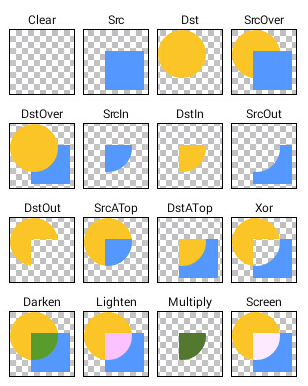 Clear Src Dst SrcOver
DstOver SrcIn DstIn SrcOut
DstOut SrcATop DstATop Xor
Darken Lighten Multiply Screen